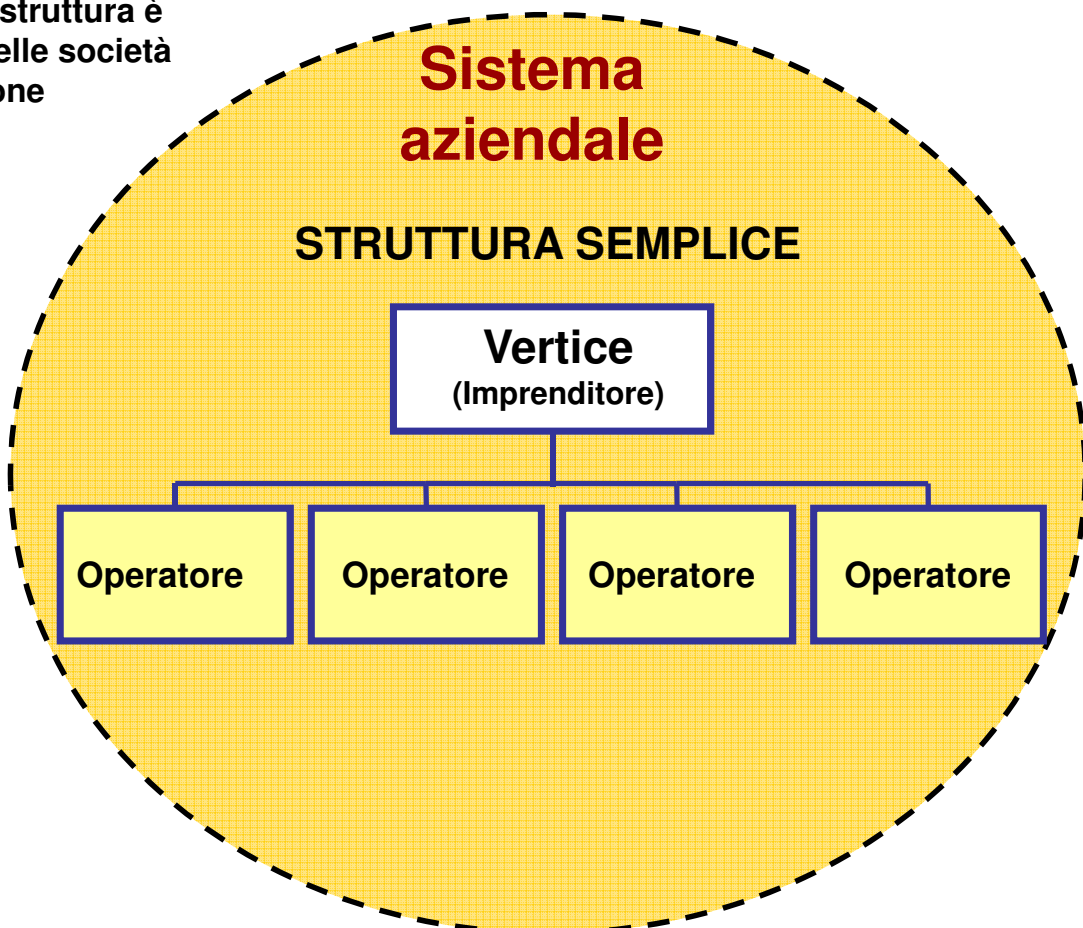 struttura è
elle società
one
Sistema
aziendale
STRUTTURA SEMPLICE
Vertice
(Imprenditore)
Operatore Operatore Operatore Operatore